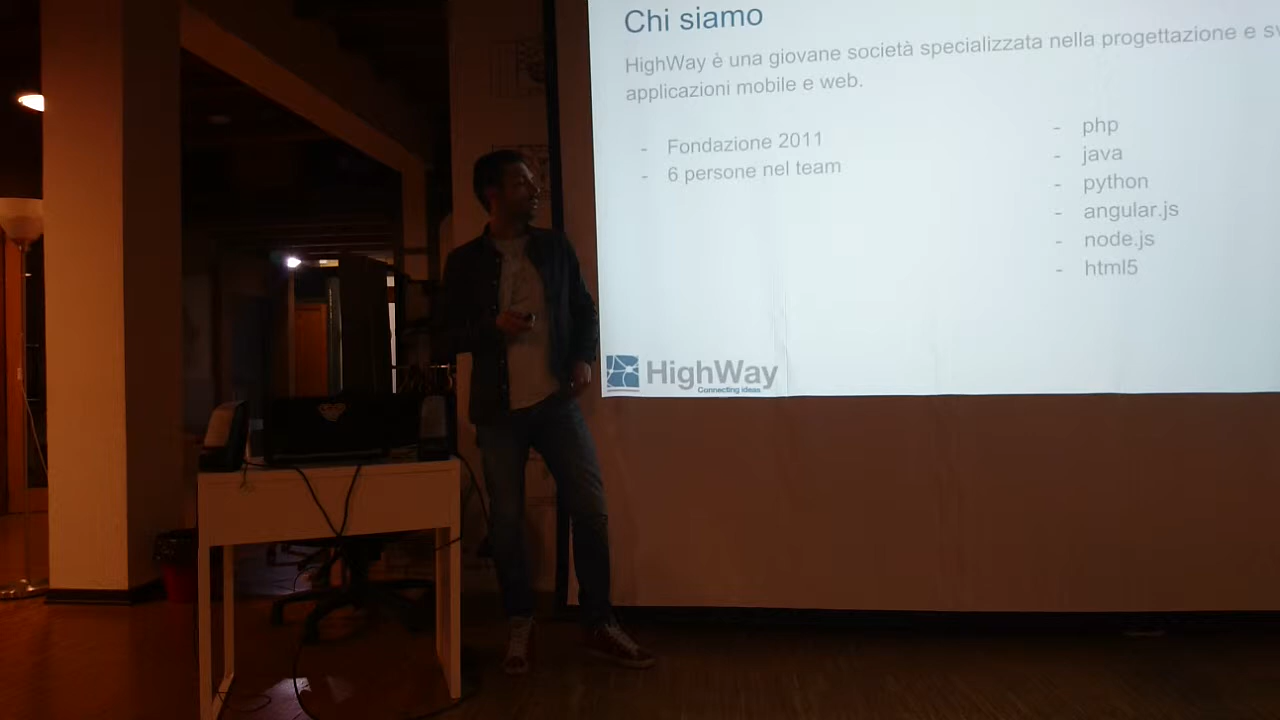 Chi siamo
HighWay è una giovane società specializzata nella progettazione e
applicazioni mobile e web.
- Fondazione 2011
- 6 persone nel team
- php
- java
- python
- angular.js
- node.js
- html5
HighWay
Connecting ideas